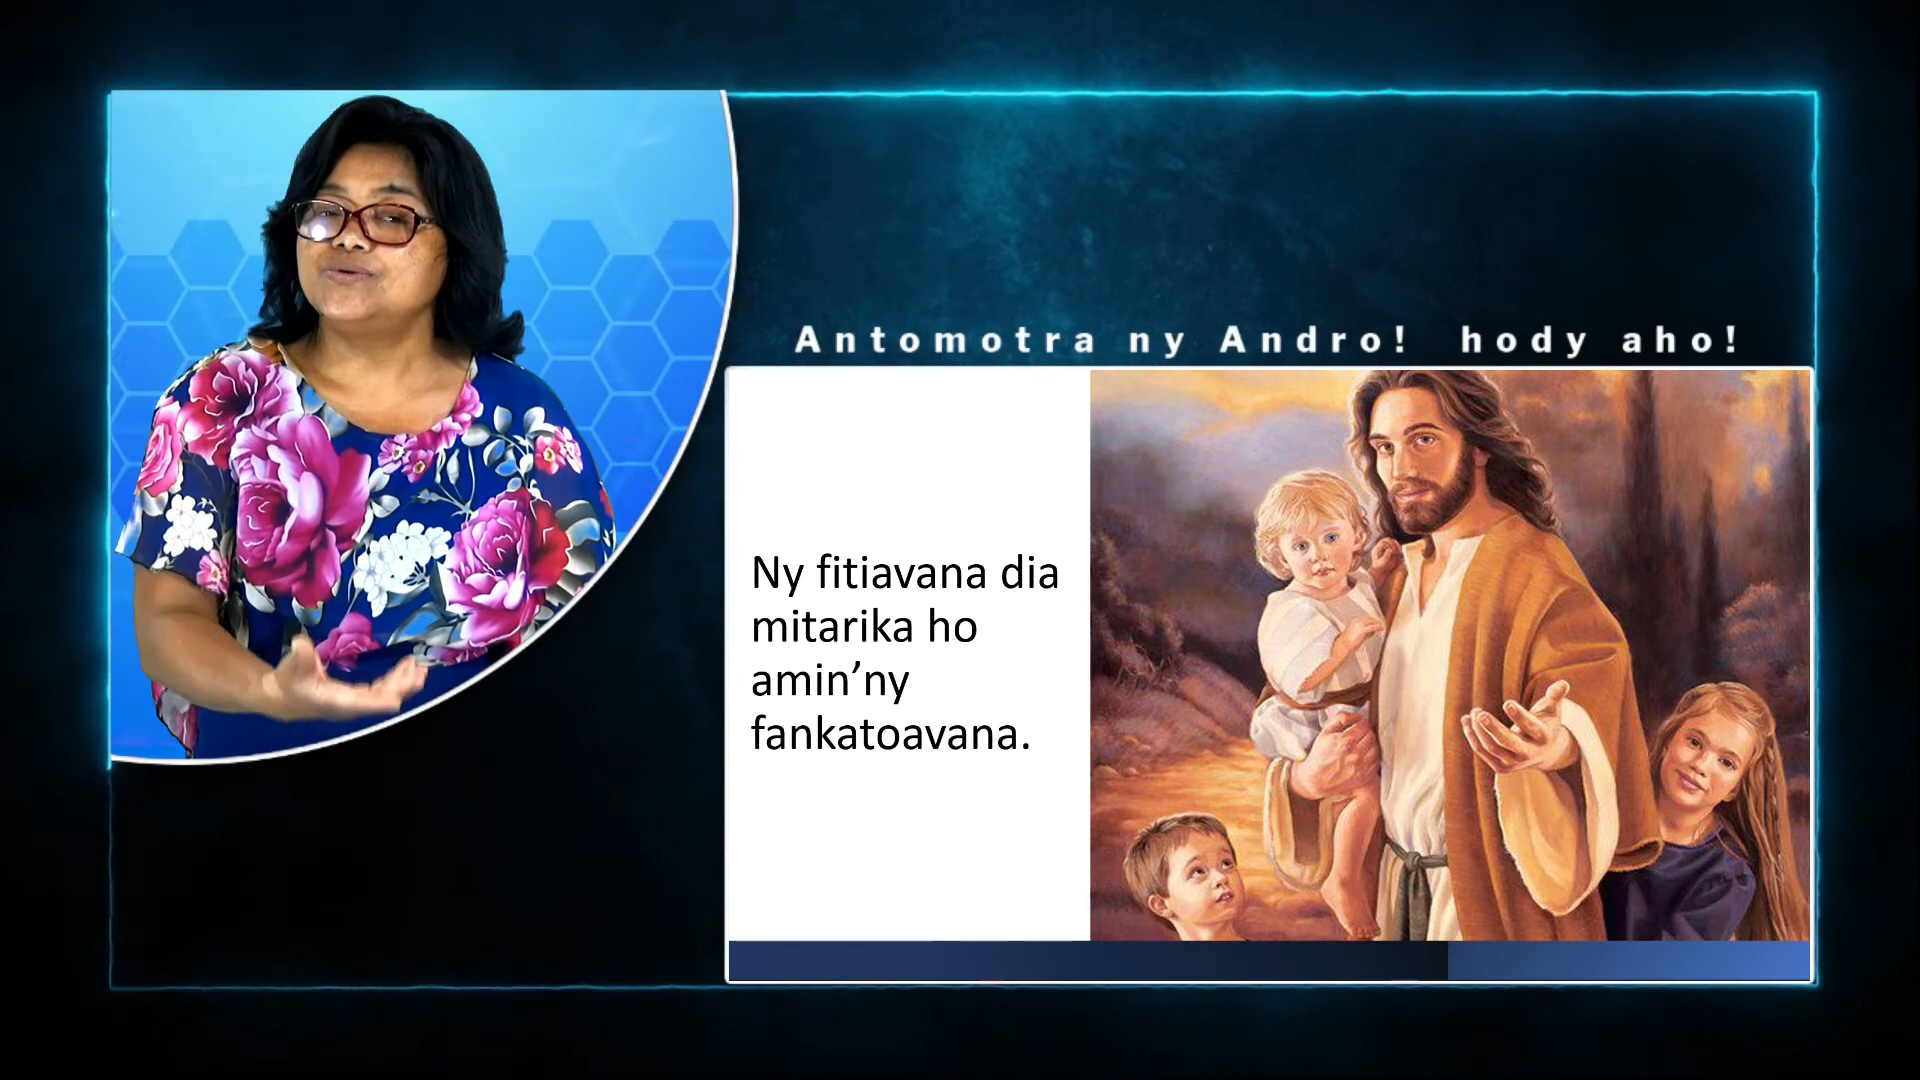 Antomotra ny Andro! hody aho!
Ny fitiavana dia
mitarika ho
amin’ny
fankatoavana.